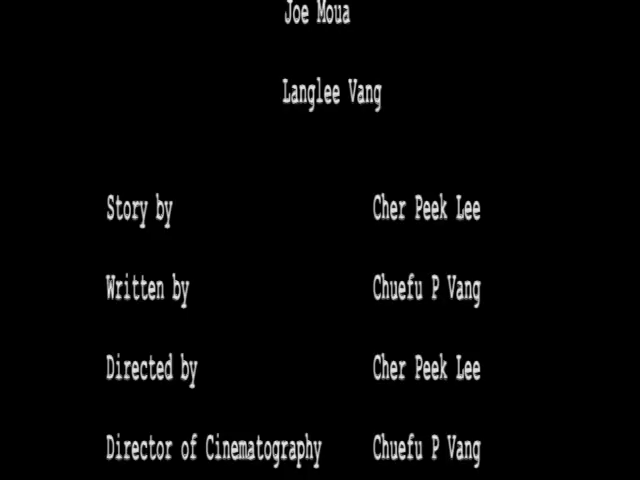 Joe Moua
Langlee Vang
Story by Cher Peek Lee
Written by Chuefu P Vang
Directed by Cher Peek Lee
Director of Cinematography Chuefu P Vang